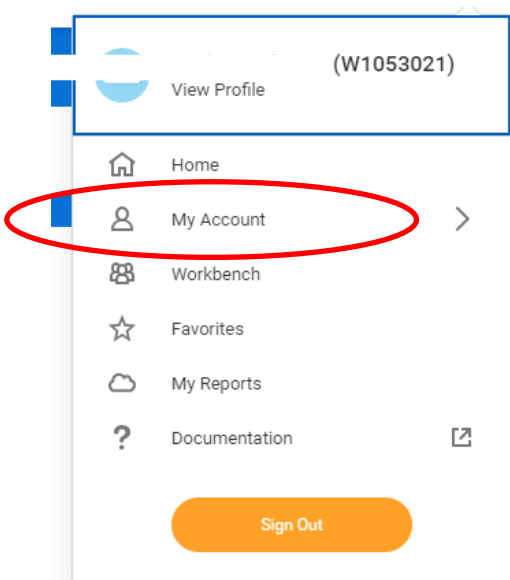 (W1053021)
View Profile
Home
My Account
Workbench
Favorites
My Reports
Documentation
Sign Out